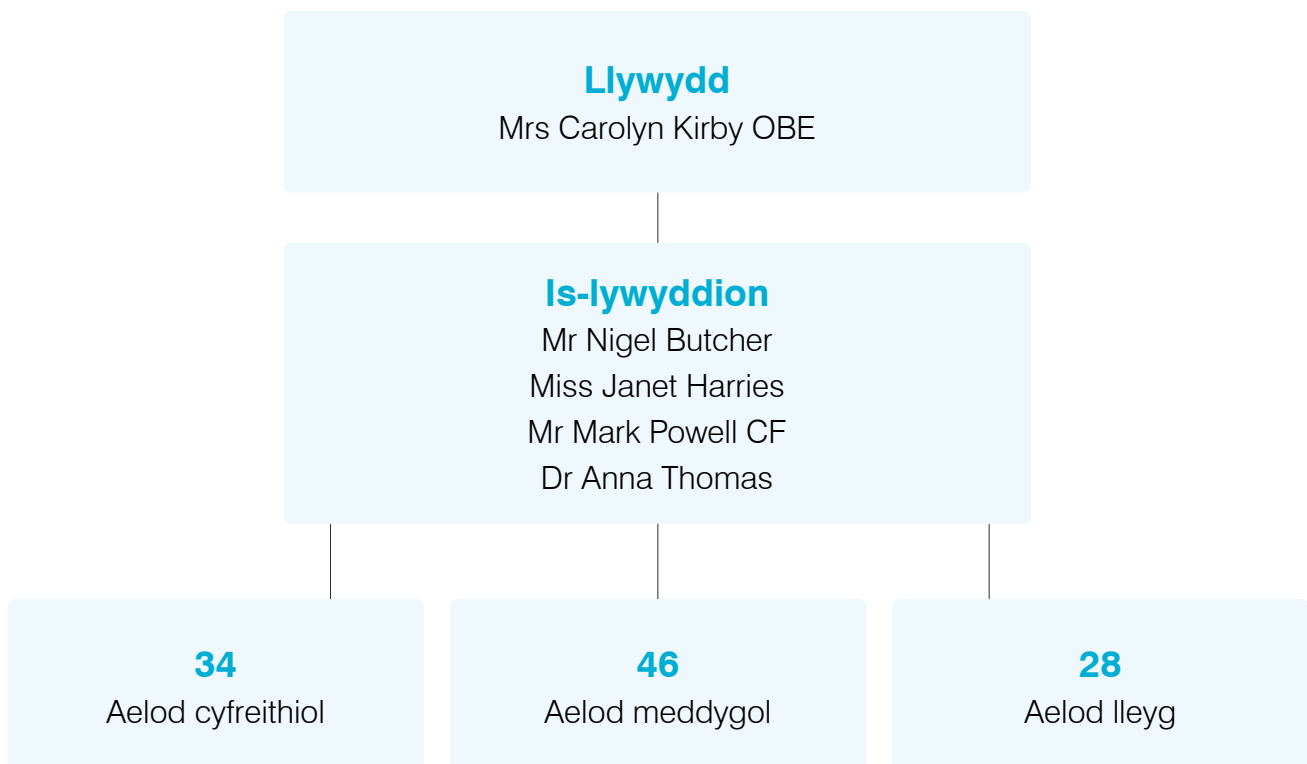 Llywydd
Mrs Carolyn Kirby OBE
Is-lywyddion
Mr Nigel Butcher
Miss Janet Harries
Mr Mark Powell CF
Dr Anna Thomas
34
Aelod cyfreithiol
46
Aelod meddygol
28
Aelod lleyg